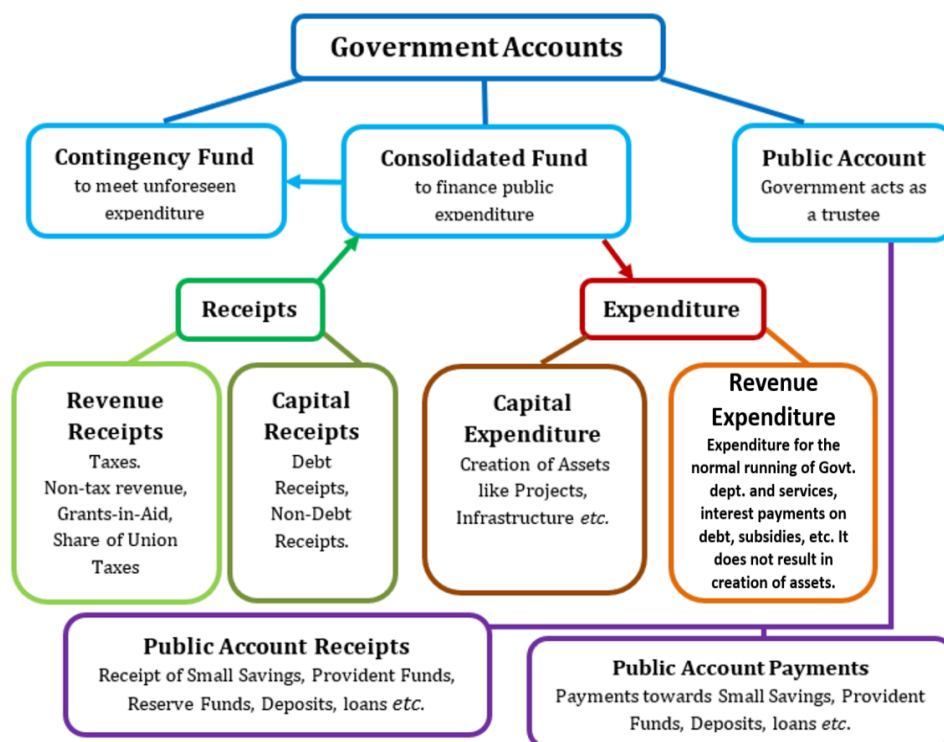 Government Accounts
Contingency Fund
to meet unforeseen
expenditure
Consolidated Fund
to finance public
expenditure
Public Account
Government acts as
a trustee
Receipts
Expenditure
Revenue
Receipts
Taxes.
Non-tax revenue,
Grants-in-Aid,
Share of Union
Taxes
Capital
Receipts
Debt
Receipts,
Non-Debt
Receipts.
Capital
Expenditure
Creation of Assets
like Projects,
Infrastructure etc.
Revenue
Expenditure
Expenditure for the
normal running of Govt.
dept. and services,
interest payments on
debt, subsidies, etc. It
does not result in
creation of assets.
Public Account Receipts
Receipt of Small Savings, Provident Funds,
Reserve Funds, Deposits, loans etc.
Public Account Payments
Payments towards Small Savings, Provident
Funds, Deposits, loans etc.